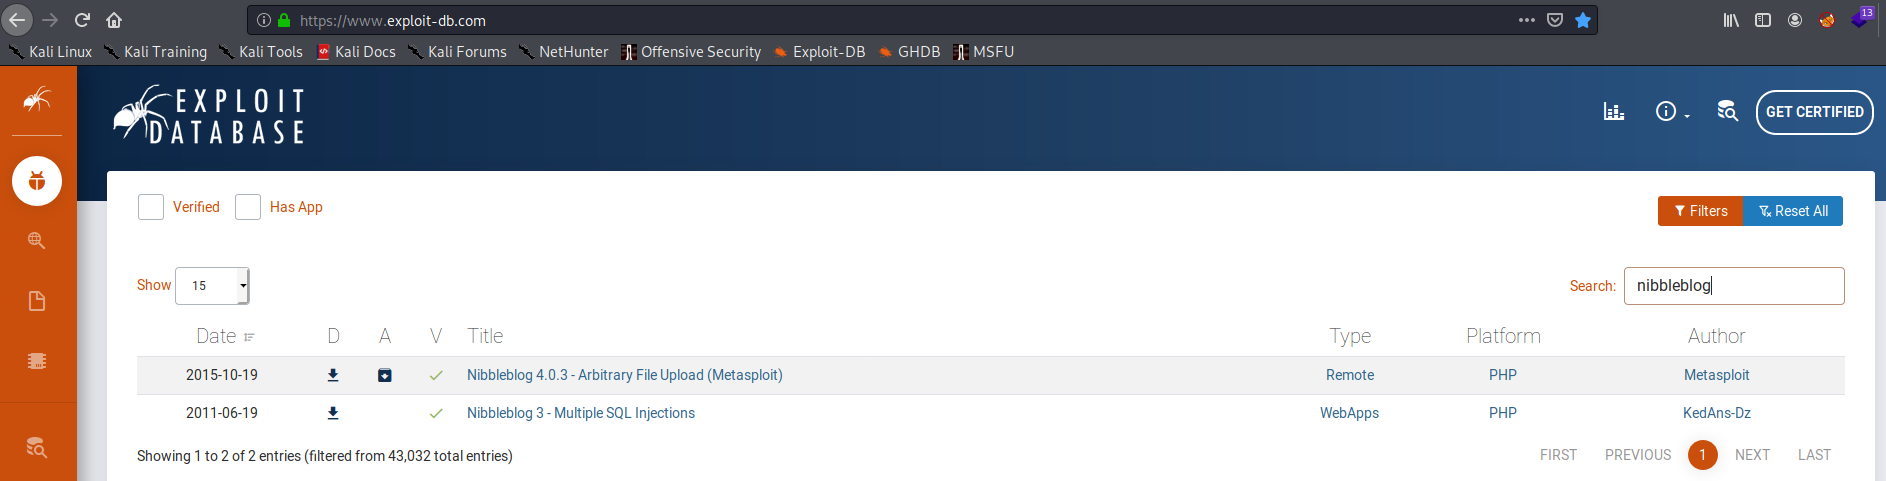 https://www.exploit-db.com
13
Kali Linux Kali Training Kali Tools Kali Docs Kali Forums NetHunter Offensive Security Exploit-DB GHDB MSFU
EXPLOIT
DATABASE
GET CERTIFIED
Verified Has App
Filters Reset All
Show 15 Search: nibbleblog
Date D A V Title Type Platform Author
2015-10-19 Nibbleblog 4.0.3 - Arbitrary File Upload (Metasploit) Remote PHP Metasploit
2011-06-19 Nibbleblog 3 - Multiple SQL Injections WebApps PHP KedAns-Dz
Showing 1 to 2 of 2 entries (filtered from 43,032 total entries) FIRST PREVIOUS 1 NEXT LAST